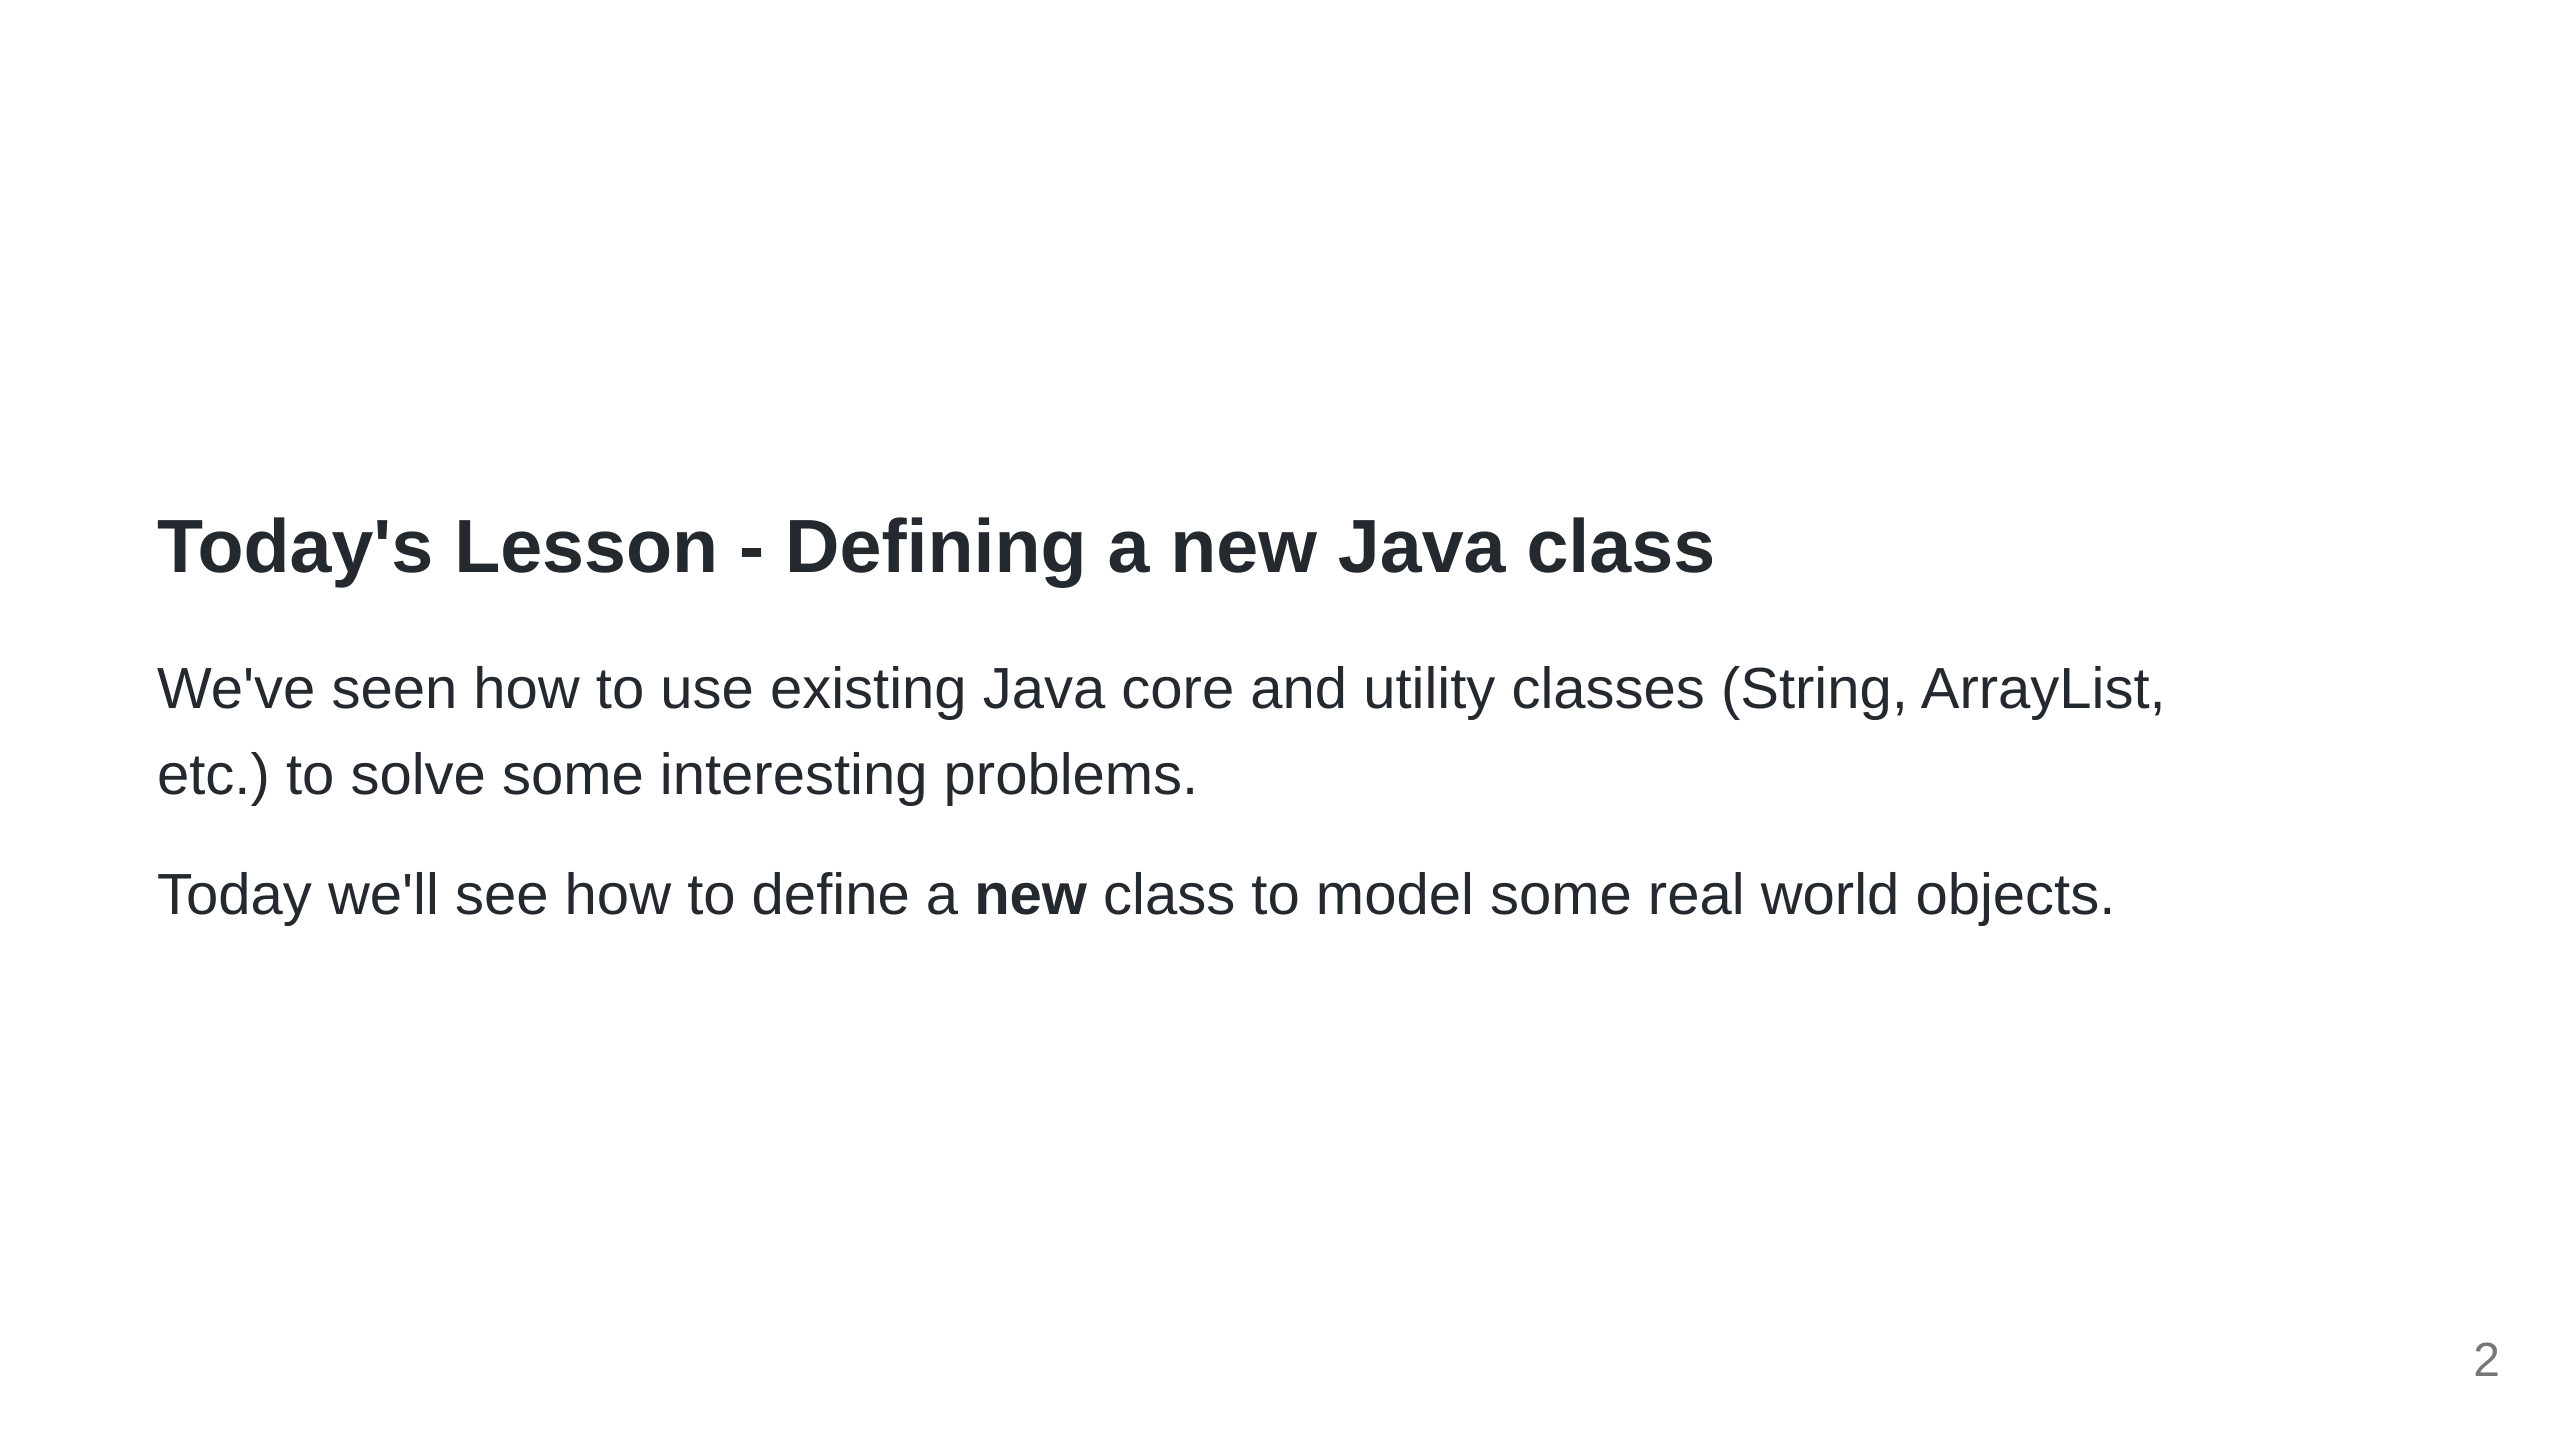 Today's Lesson - Defining a new Java class
We've seen how to use existing Java core and utility classes (String, ArrayList,
etc.) to solve some interesting problems.
Today we'll see how to define a new class to model some real world objects.
2